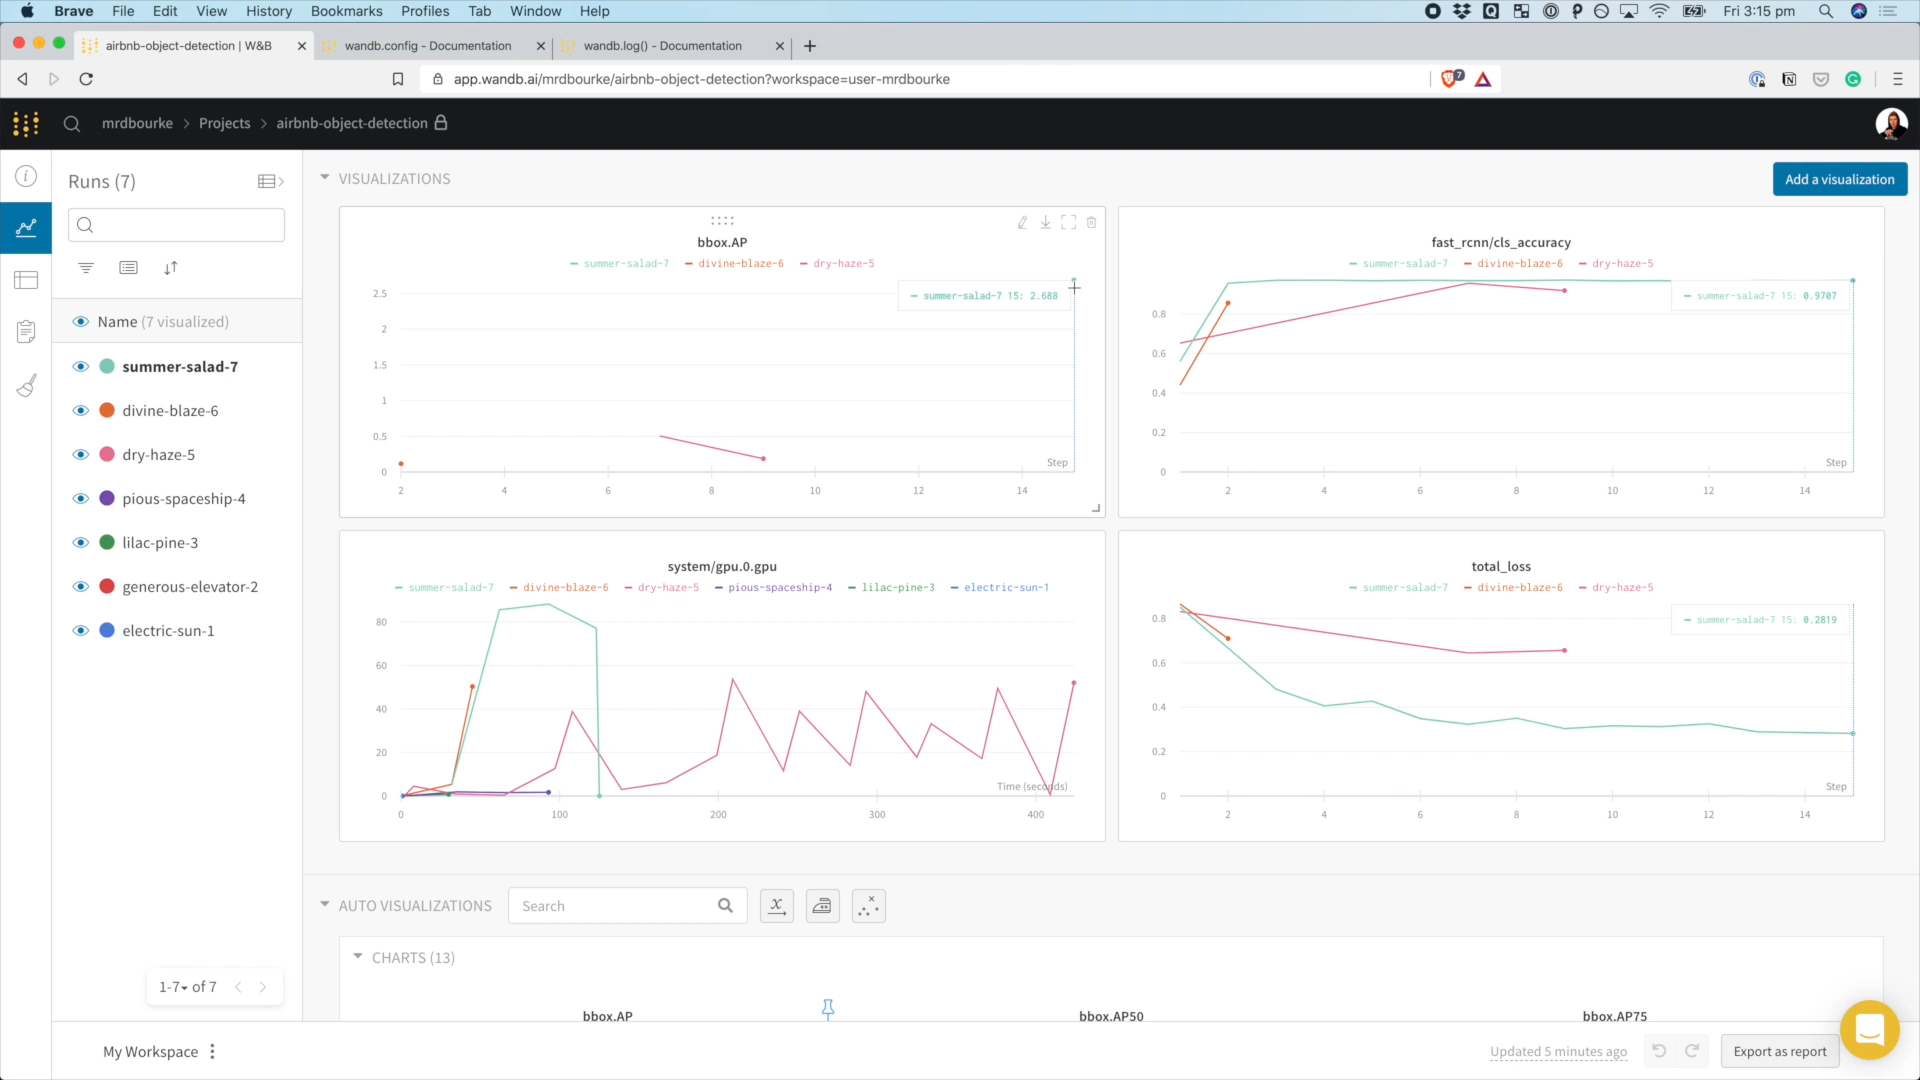 Brave File Edit View History Bookmarks Profiles Tab Window Help Fri 3:15 pm
airbnb-object-detection | W&B wandb.config - Documentation wandb.log() - Documentation
app.wandb.ai/mrdbourke/airbnb-object-detection?workspace=user-mrdbourke 7
mrdbourke > Projects > airbnb-object-detection
Runs (7)
Name (7 visualized)
summer-salad-7
divine-blaze-6
dry-haze-5
pious-spaceship-4
lilac-pine-3
generous-elevator-2
electric-sun-1
1-7 of 7
VISUALIZATIONS
Add a visualization
bbox.AP
summer-salad-7 divine-blaze-6 dry-haze-5
summer-salad-7 15: 2.688
2.5
2
1.5
1
0.5
0
Step
2 4 6 8 10 12 14
fast_rcnn/cls_accuracy
summer-salad-7 divine-blaze-6 dry-haze-5
summer-salad-7 15: 0.9707
0.8
0.6
0.4
0.2
0
Step
2 4 6 8 10 12 14
system/gpu.0.gpu
summer-salad-7 divine-blaze-6 dry-haze-5 pious-spaceship-4 lilac-pine-3 electric-sun-1
80
60
40
20
0
Time (seconds)
0 100 200 300 400
total_loss
summer-salad-7 divine-blaze-6 dry-haze-5
summer-salad-7 15: 0.2819
0.8
0.6
0.4
0.2
0
Step
2 4 6 8 10 12 14
AUTO VISUALIZATIONS Search
CHARTS (13)
bbox.AP bbox.AP50 bbox.AP75
My Workspace Updated 5 minutes ago Export as report